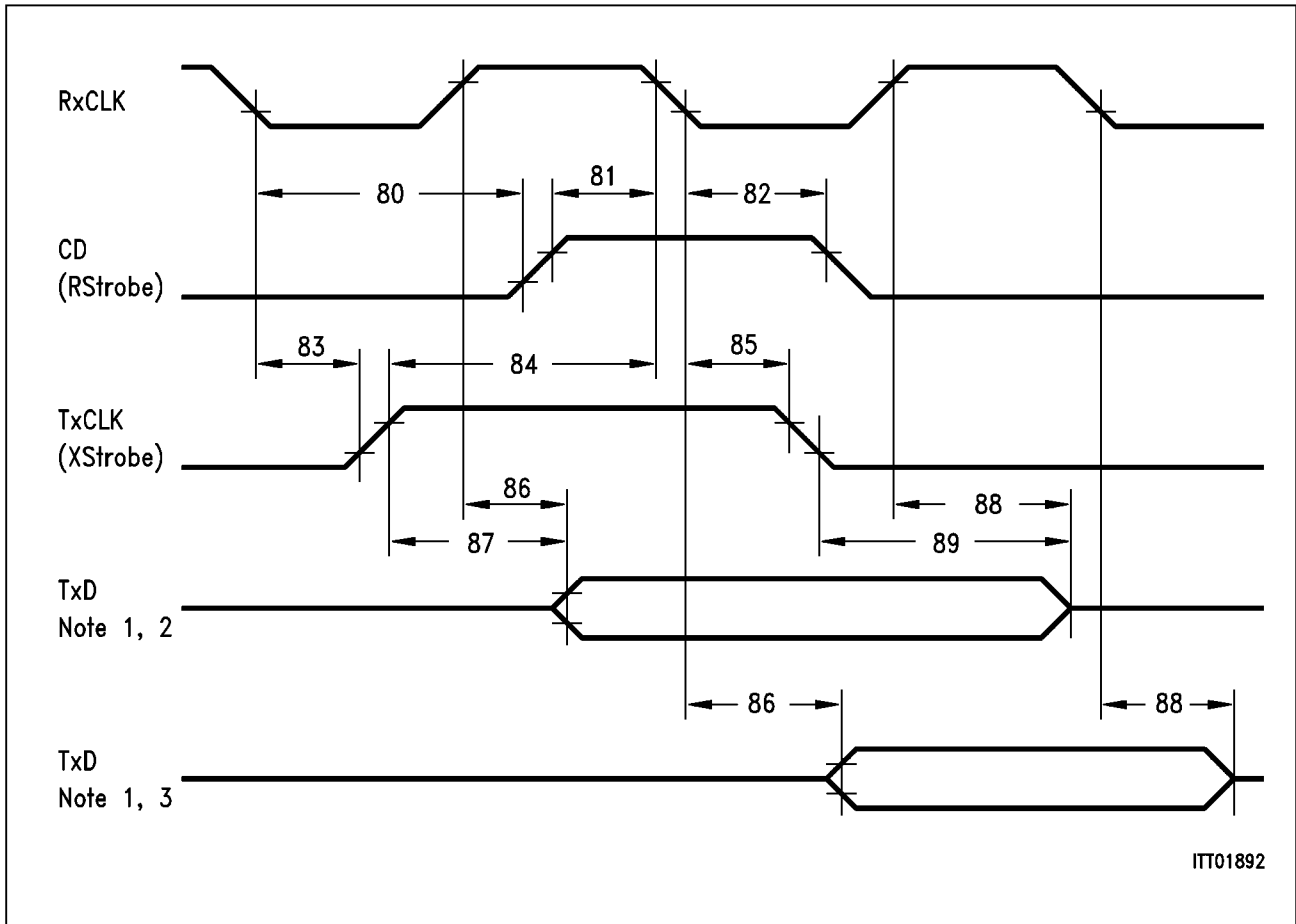 RxCLK
80
81
82
CD
(RStrobe)
83
84
85
TxCLK
(XStrobe)
86
87
88
89
TxD
Note 1, 2
86
88
TxD
Note 1, 3
ITT01892